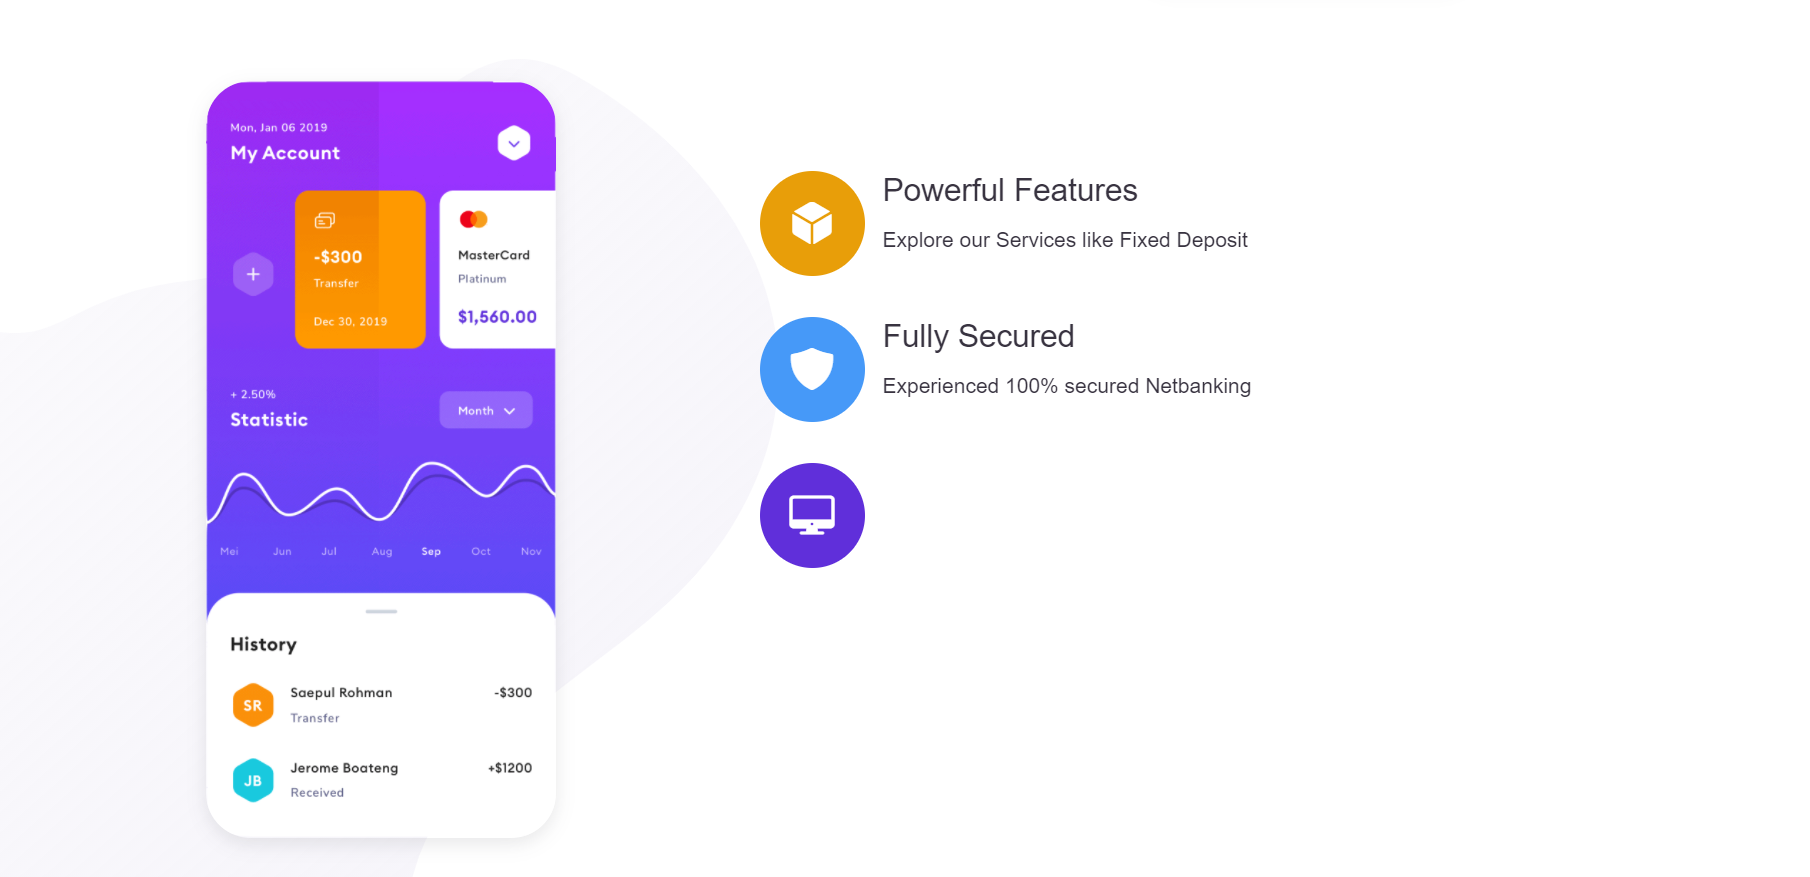 Mon, Jan 06 2019
My Account
-$300
Transfer
Dec 30, 2019
MasterCard
Platinum
$1,560.00
+ 2.50%
Statistic
Month
Mei Jun Jul Aug Sep Oct Nov
History
SR
Saepul Rohman -$300
Transfer
JB
Jerome Boateng +$1200
Received
Powerful Features
Explore our Services like Fixed Deposit
Fully Secured
Experienced 100% secured Netbanking